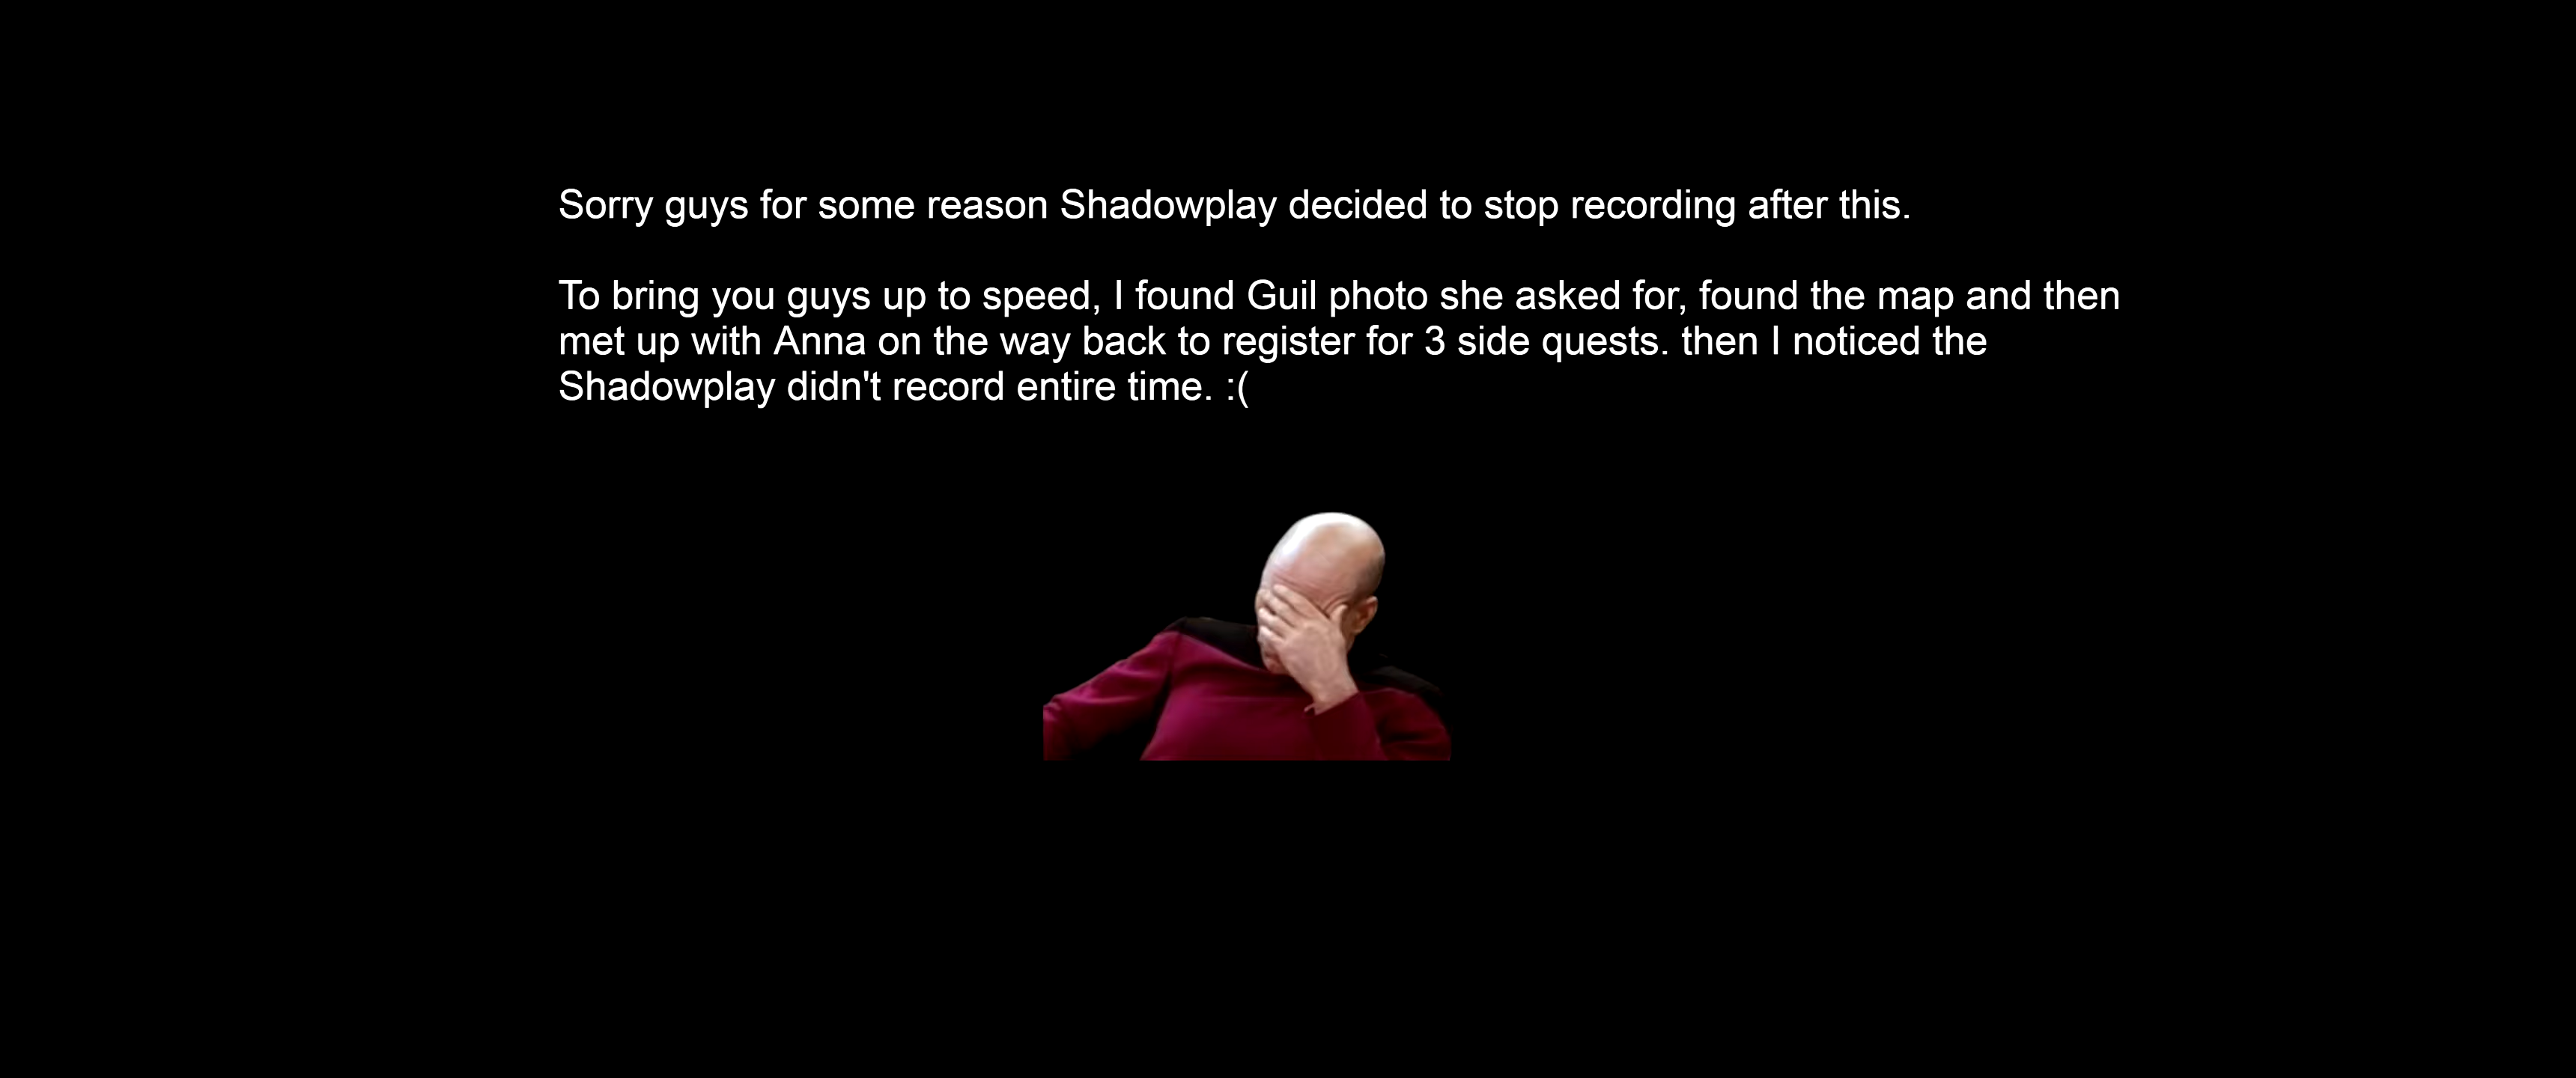 Sorry guys for some reason Shadowplay decided to stop recording after this.
To bring you guys up to speed, I found Guil photo she asked for, found the map and then
met up with Anna on the way back to register for 3 side quests. then I noticed the
Shadowplay didn't record entire time. :(